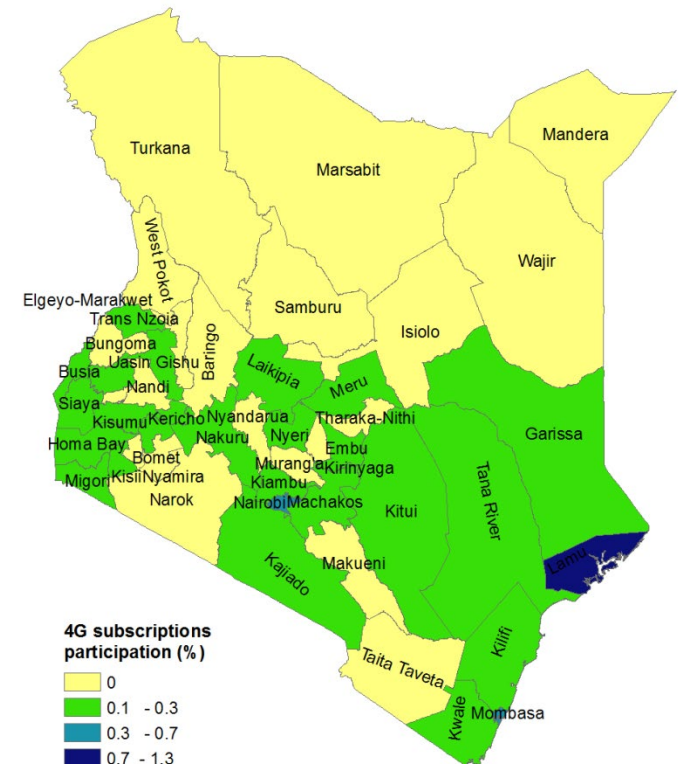 Mandera
Turkana
Marsabit
Wajir
West Pokot
Elgeyo-Marakwet
Samburu
Trans Nzoia
Isiolo
Bungoma
Baringo
Uasin Gishu
Busia
Laikipia
Nandi
Meru
Siaya
Kisumu
Kericho
Nyandarua
Tharaka-Nithi
Garissa
Nakuru
Nyeri
Homa Bay
Embu
Bomet
Murang'a
Kirinyaga
Tana River
Migori
Kisii
Nyamira
Kiambu
Narok
Nairobi
Machakos
Kitui
Lamu
Makueni
Kajiado
Kilifi
Taita Taveta
Kwale
Mombasa
4G subscriptions
participation (%)
0
0.1 - 0.3
0.3 - 0.7
0.7 - 1.3